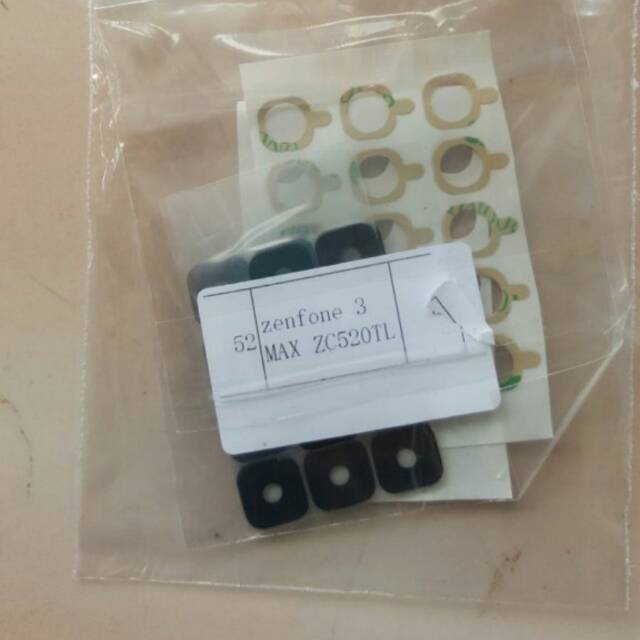 zenfone 3
52
MAX ZC520TL